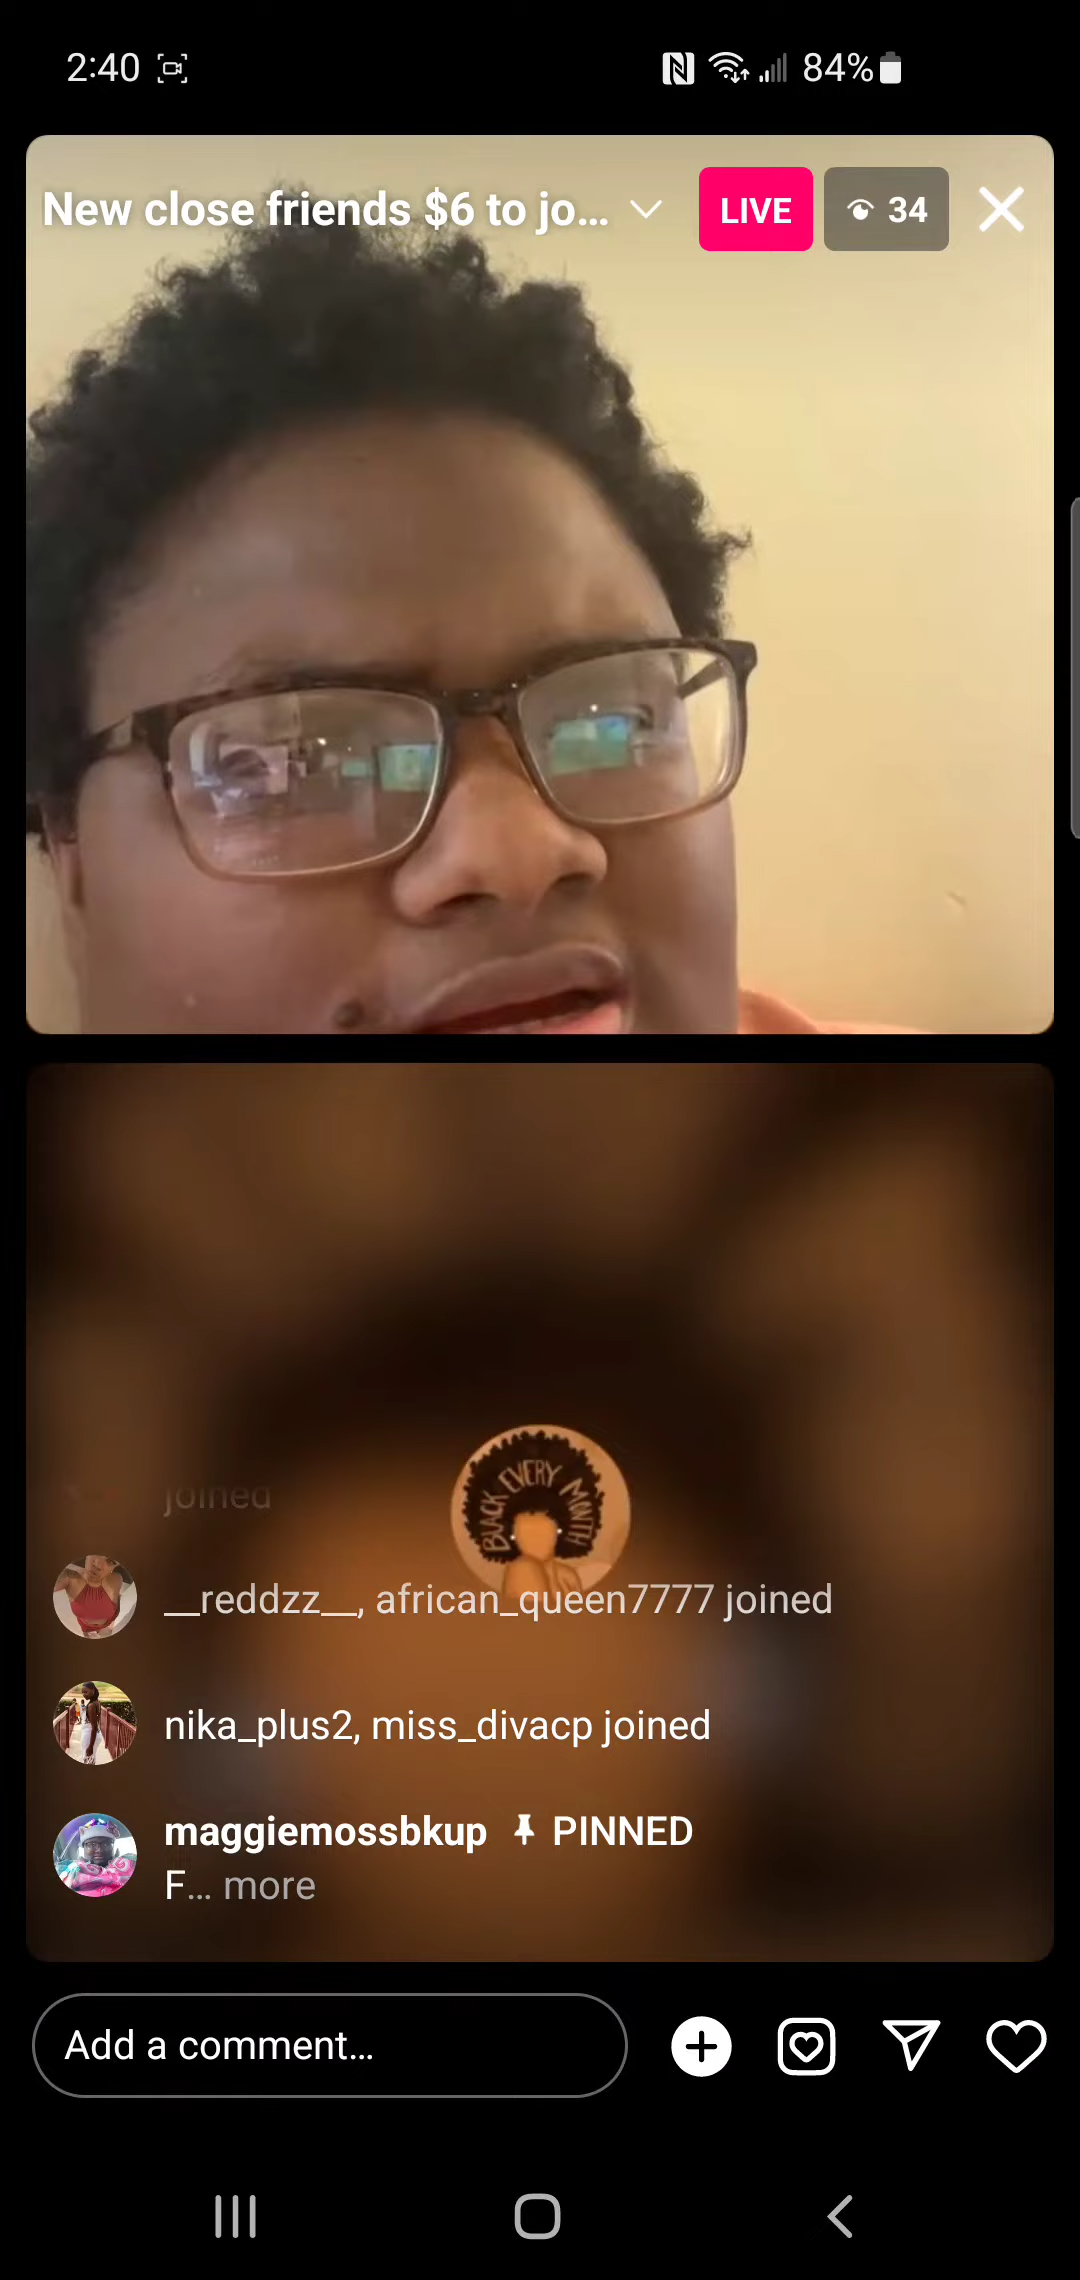 2:40
84%
New close friends $6 to jo...
LIVE
34
BLACK EVERY MONTH
joined
__reddzz__, african_queen7777 joined
nika_plus2, miss_divacp joined
maggiemossbkup PINNED
F... more
Add a comment...